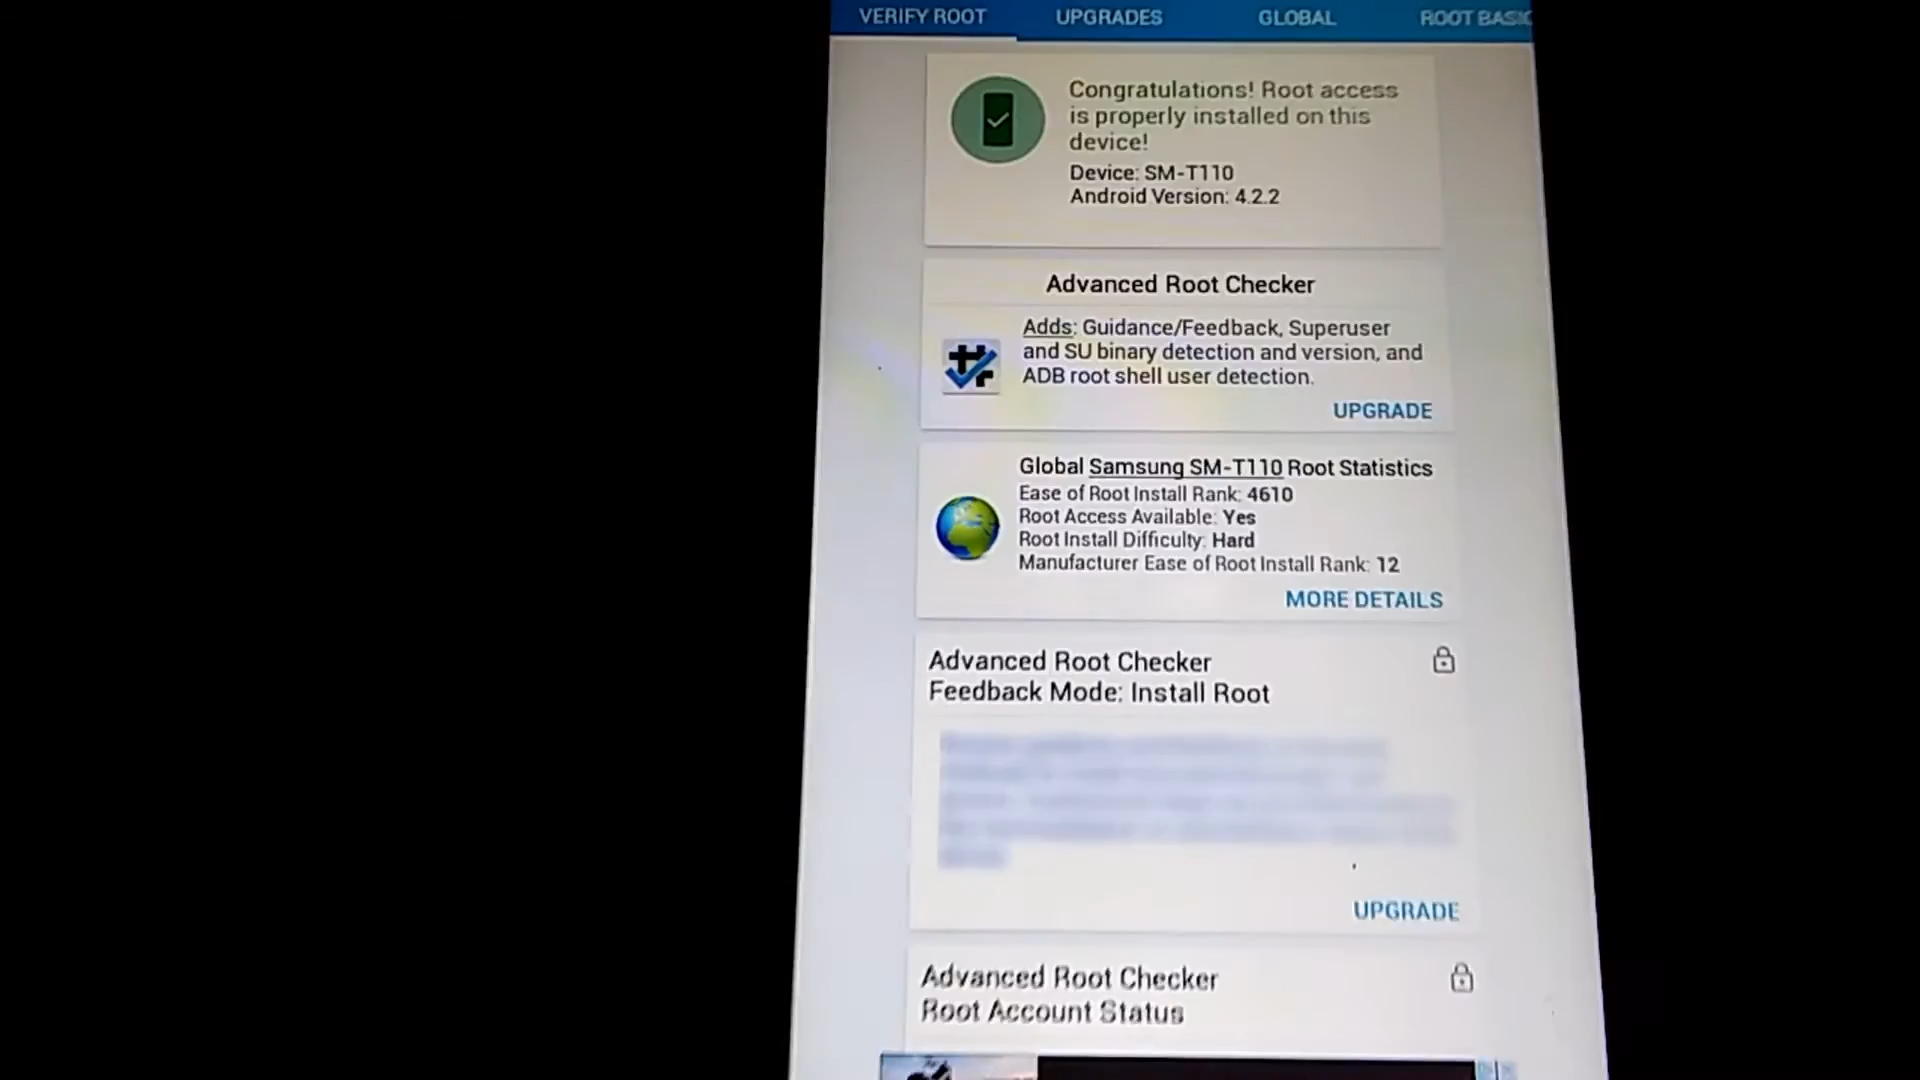 VERIFY ROOT UPGRADES GLOBAL ROOT BASIC
Congratulations! Root access
is properly installed on this
device!
Device: SM-T110
Android Version: 4.2.2
Advanced Root Checker
Adds: Guidance/Feedback, Superuser
and SU binary detection and version, and
ADB root shell user detection.
UPGRADE
Global Samsung SM-T110 Root Statistics
Ease of Root Install Rank: 4610
Root Access Available: Yes
Root Install Difficulty: Hard
Manufacturer Ease of Root Install Rank: 12
MORE DETAILS
Advanced Root Checker
Feedback Mode: Install Root
UPGRADE
Advanced Root Checker
Root Account Status